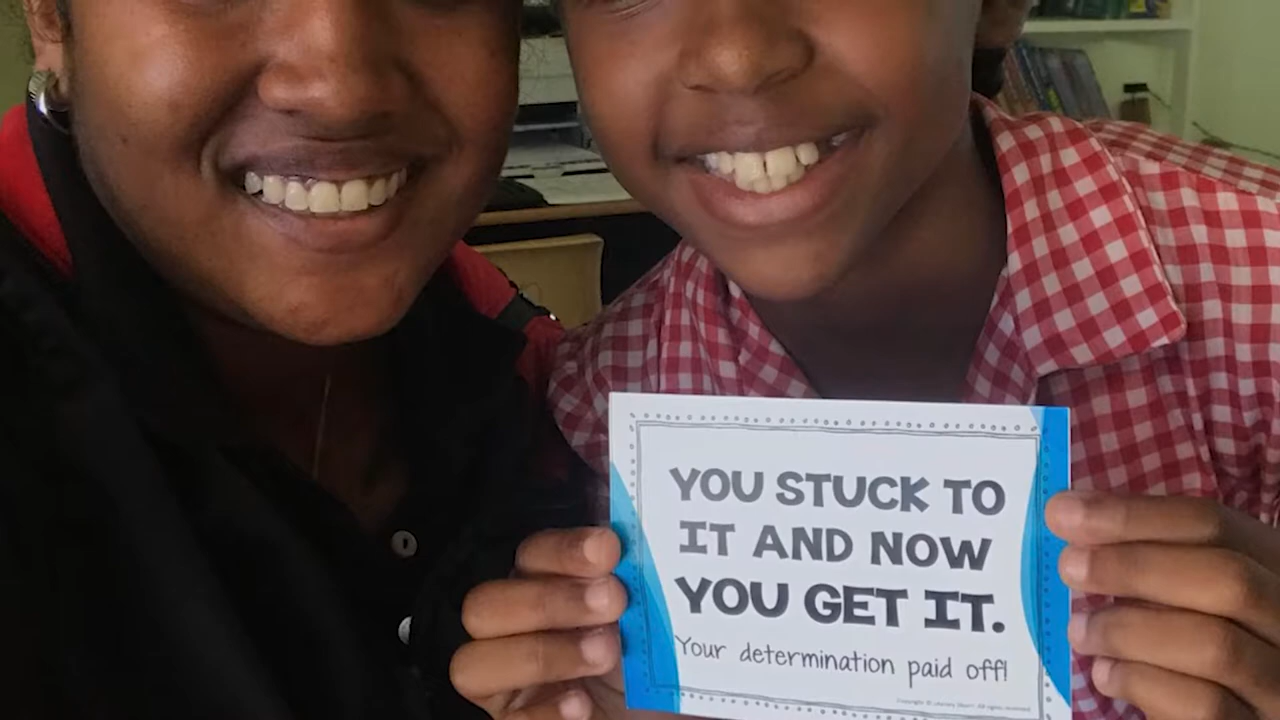 YOU STUCK TO
IT AND NOW
YOU GET IT.
Your determination paid off!